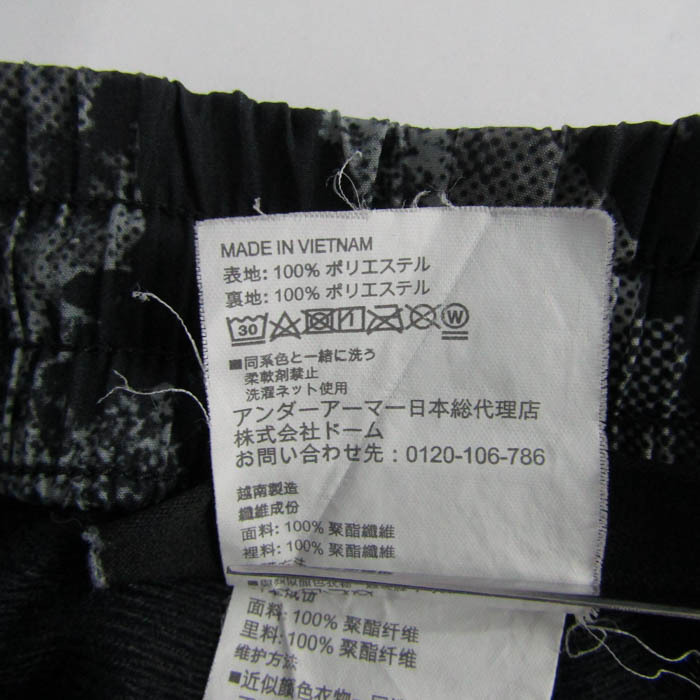 MADE IN VIETNAM
表地: 100% ポリエステル
裏地: 100% ポリエステル
30 W
■同系色と一緒に洗う
柔軟剤禁止
洗濯ネット使用
アンダーアーマー日本総代理店
株式会社ドーム
お問い合わせ先：0120-106-786
越南製造
纖維成份
面料: 100% 聚酯纖維
裡料: 100% 聚酯纖維
面料: 100% 聚酯纤维
里料: 100% 聚酯纤维
维护方法
■近似颜色衣物